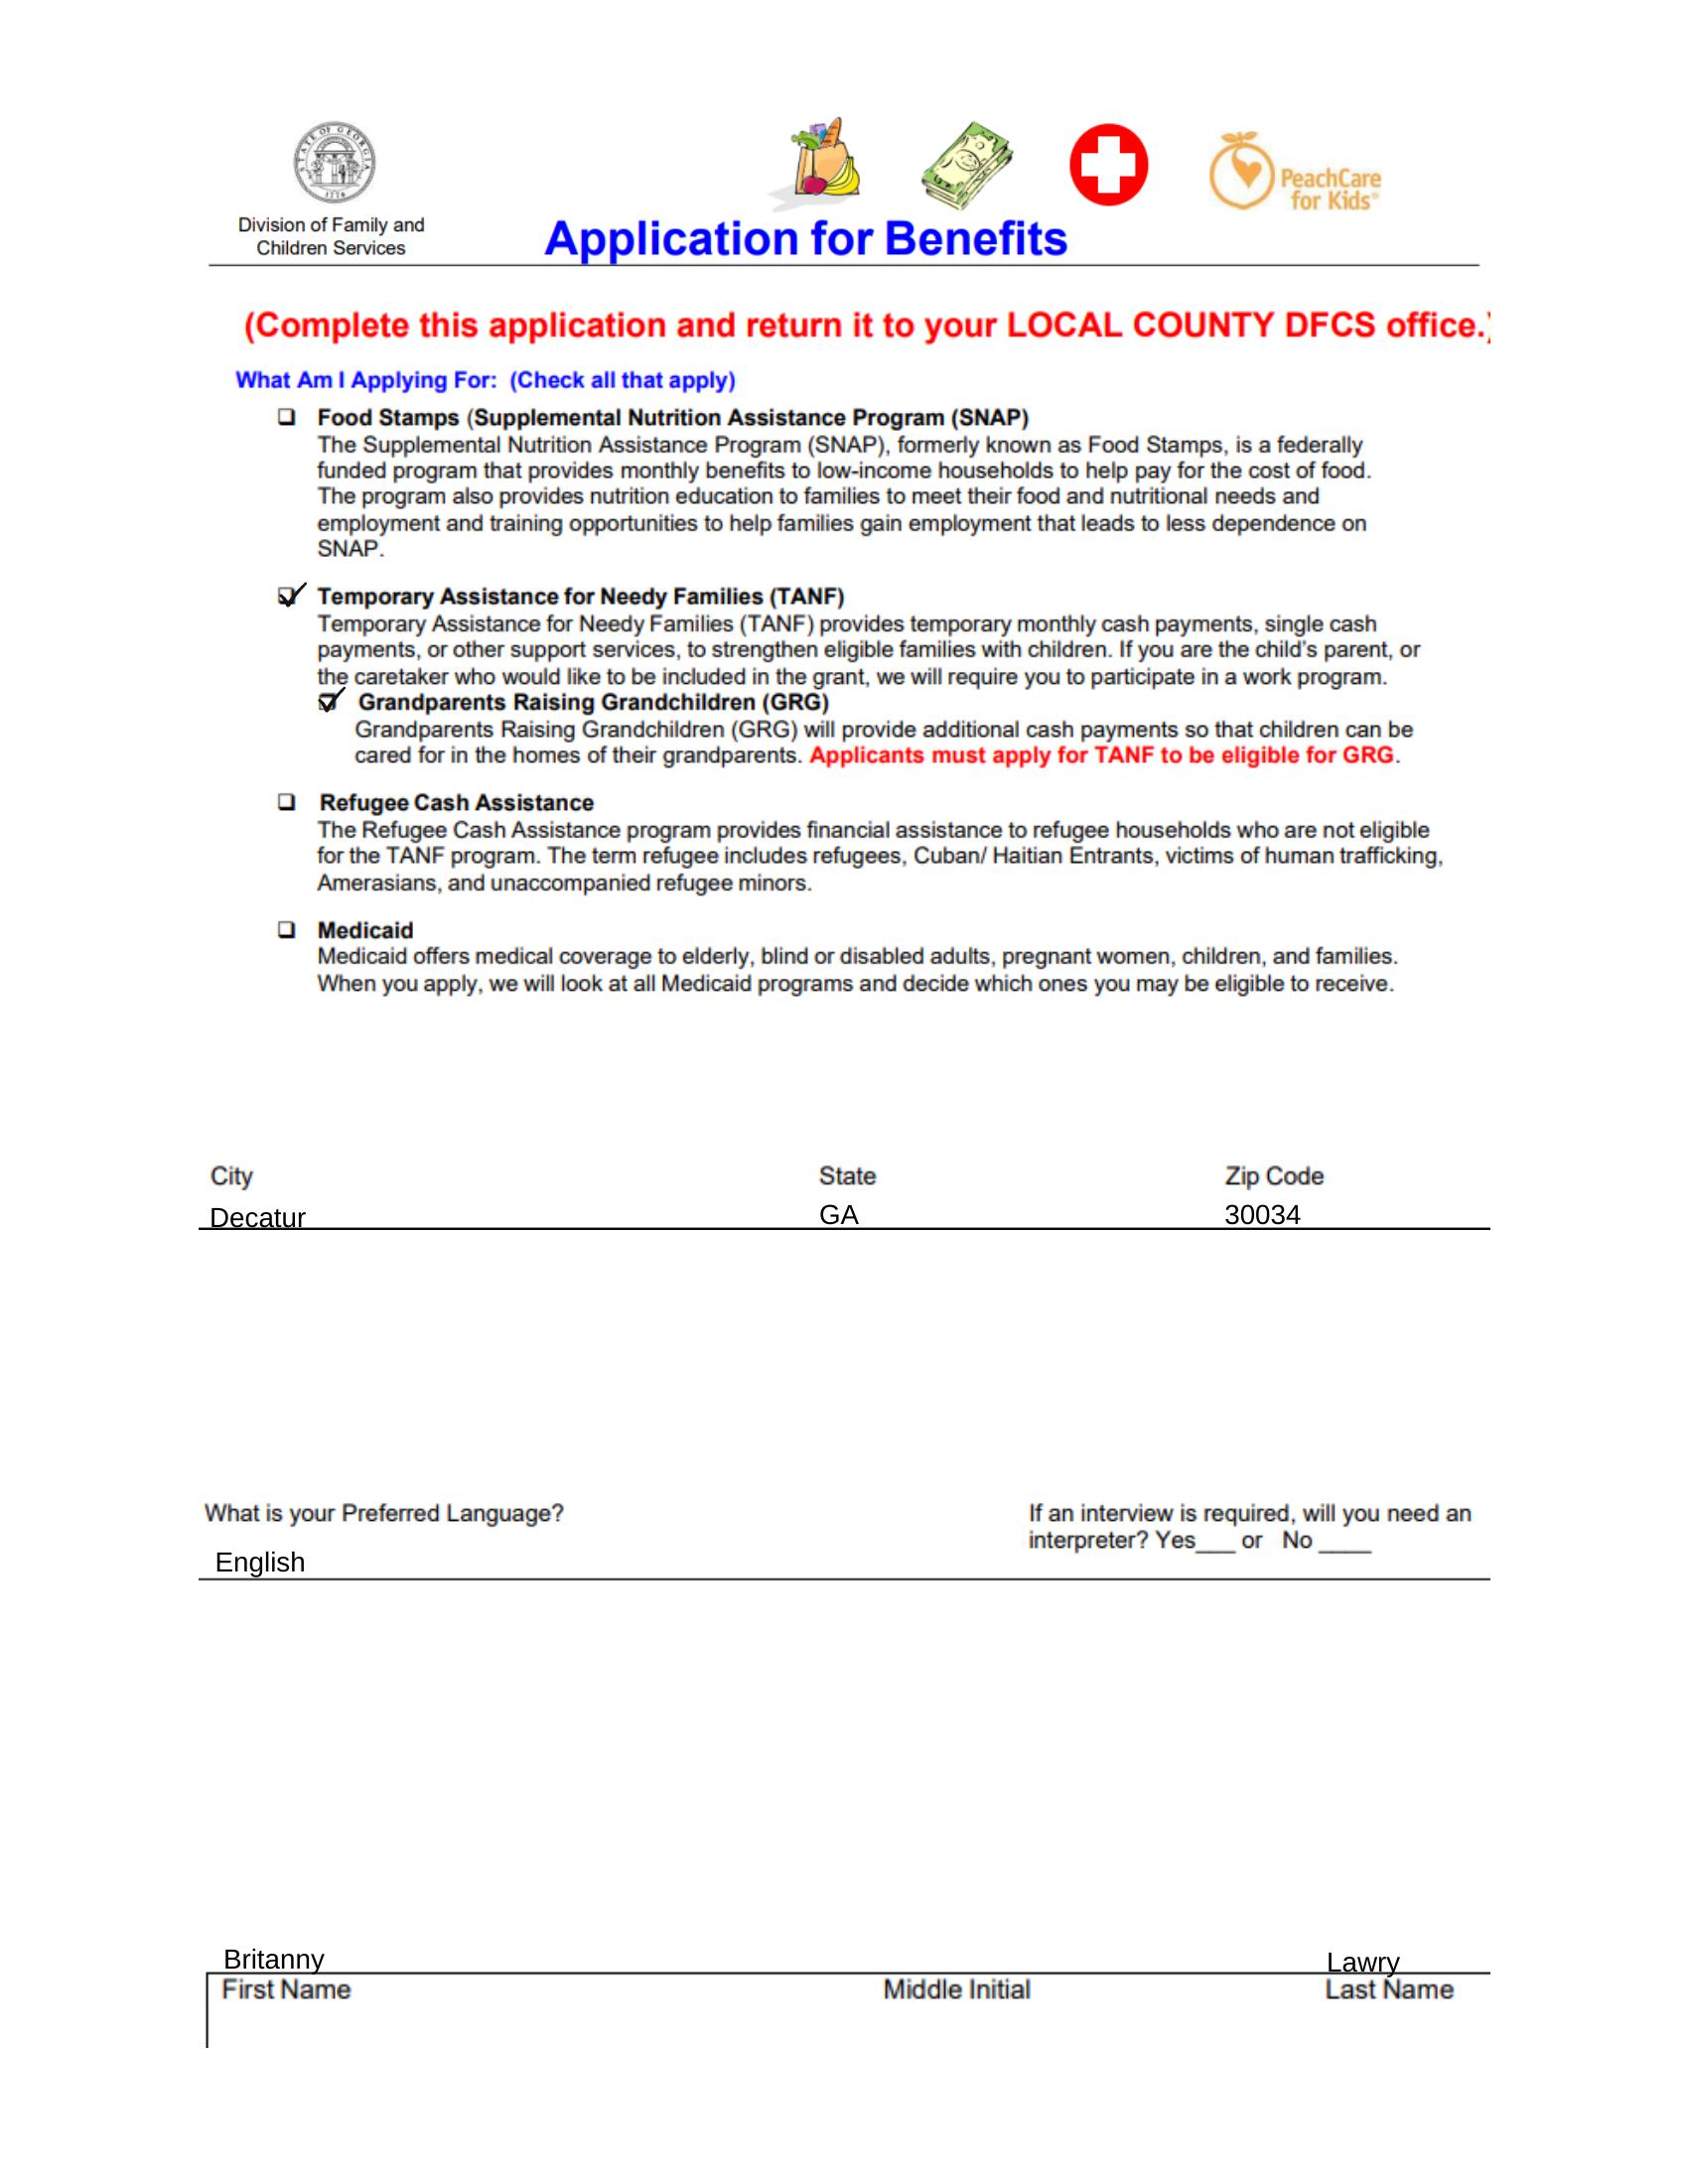 STATE OF GEORGIA
1776
PeachCare
for Kids®
Division of Family and
Children Services
Application for Benefits
(Complete this application and return it to your LOCAL COUNTY DFCS office.)
What Am I Applying For: (Check all that apply)
❑ Food Stamps (Supplemental Nutrition Assistance Program (SNAP)
The Supplemental Nutrition Assistance Program (SNAP), formerly known as Food Stamps, is a federally
funded program that provides monthly benefits to low-income households to help pay for the cost of food.
The program also provides nutrition education to families to meet their food and nutritional needs and
employment and training opportunities to help families gain employment that leads to less dependence on
SNAP.
✓ Temporary Assistance for Needy Families (TANF)
Temporary Assistance for Needy Families (TANF) provides temporary monthly cash payments, single cash
payments, or other support services, to strengthen eligible families with children. If you are the child's parent, or
the caretaker who would like to be included in the grant, we will require you to participate in a work program.
✓ Grandparents Raising Grandchildren (GRG)
Grandparents Raising Grandchildren (GRG) will provide additional cash payments so that children can be
cared for in the homes of their grandparents. Applicants must apply for TANF to be eligible for GRG.
❑ Refugee Cash Assistance
The Refugee Cash Assistance program provides financial assistance to refugee households who are not eligible
for the TANF program. The term refugee includes refugees, Cuban/ Haitian Entrants, victims of human trafficking,
Amerasians, and unaccompanied refugee minors.
❑ Medicaid
Medicaid offers medical coverage to elderly, blind or disabled adults, pregnant women, children, and families.
When you apply, we will look at all Medicaid programs and decide which ones you may be eligible to receive.
City State Zip Code
Decatur GA 30034
What is your Preferred Language? If an interview is required, will you need an
interpreter? Yes___ or No ____
English
Britanny Lawry
First Name Middle Initial Last Name